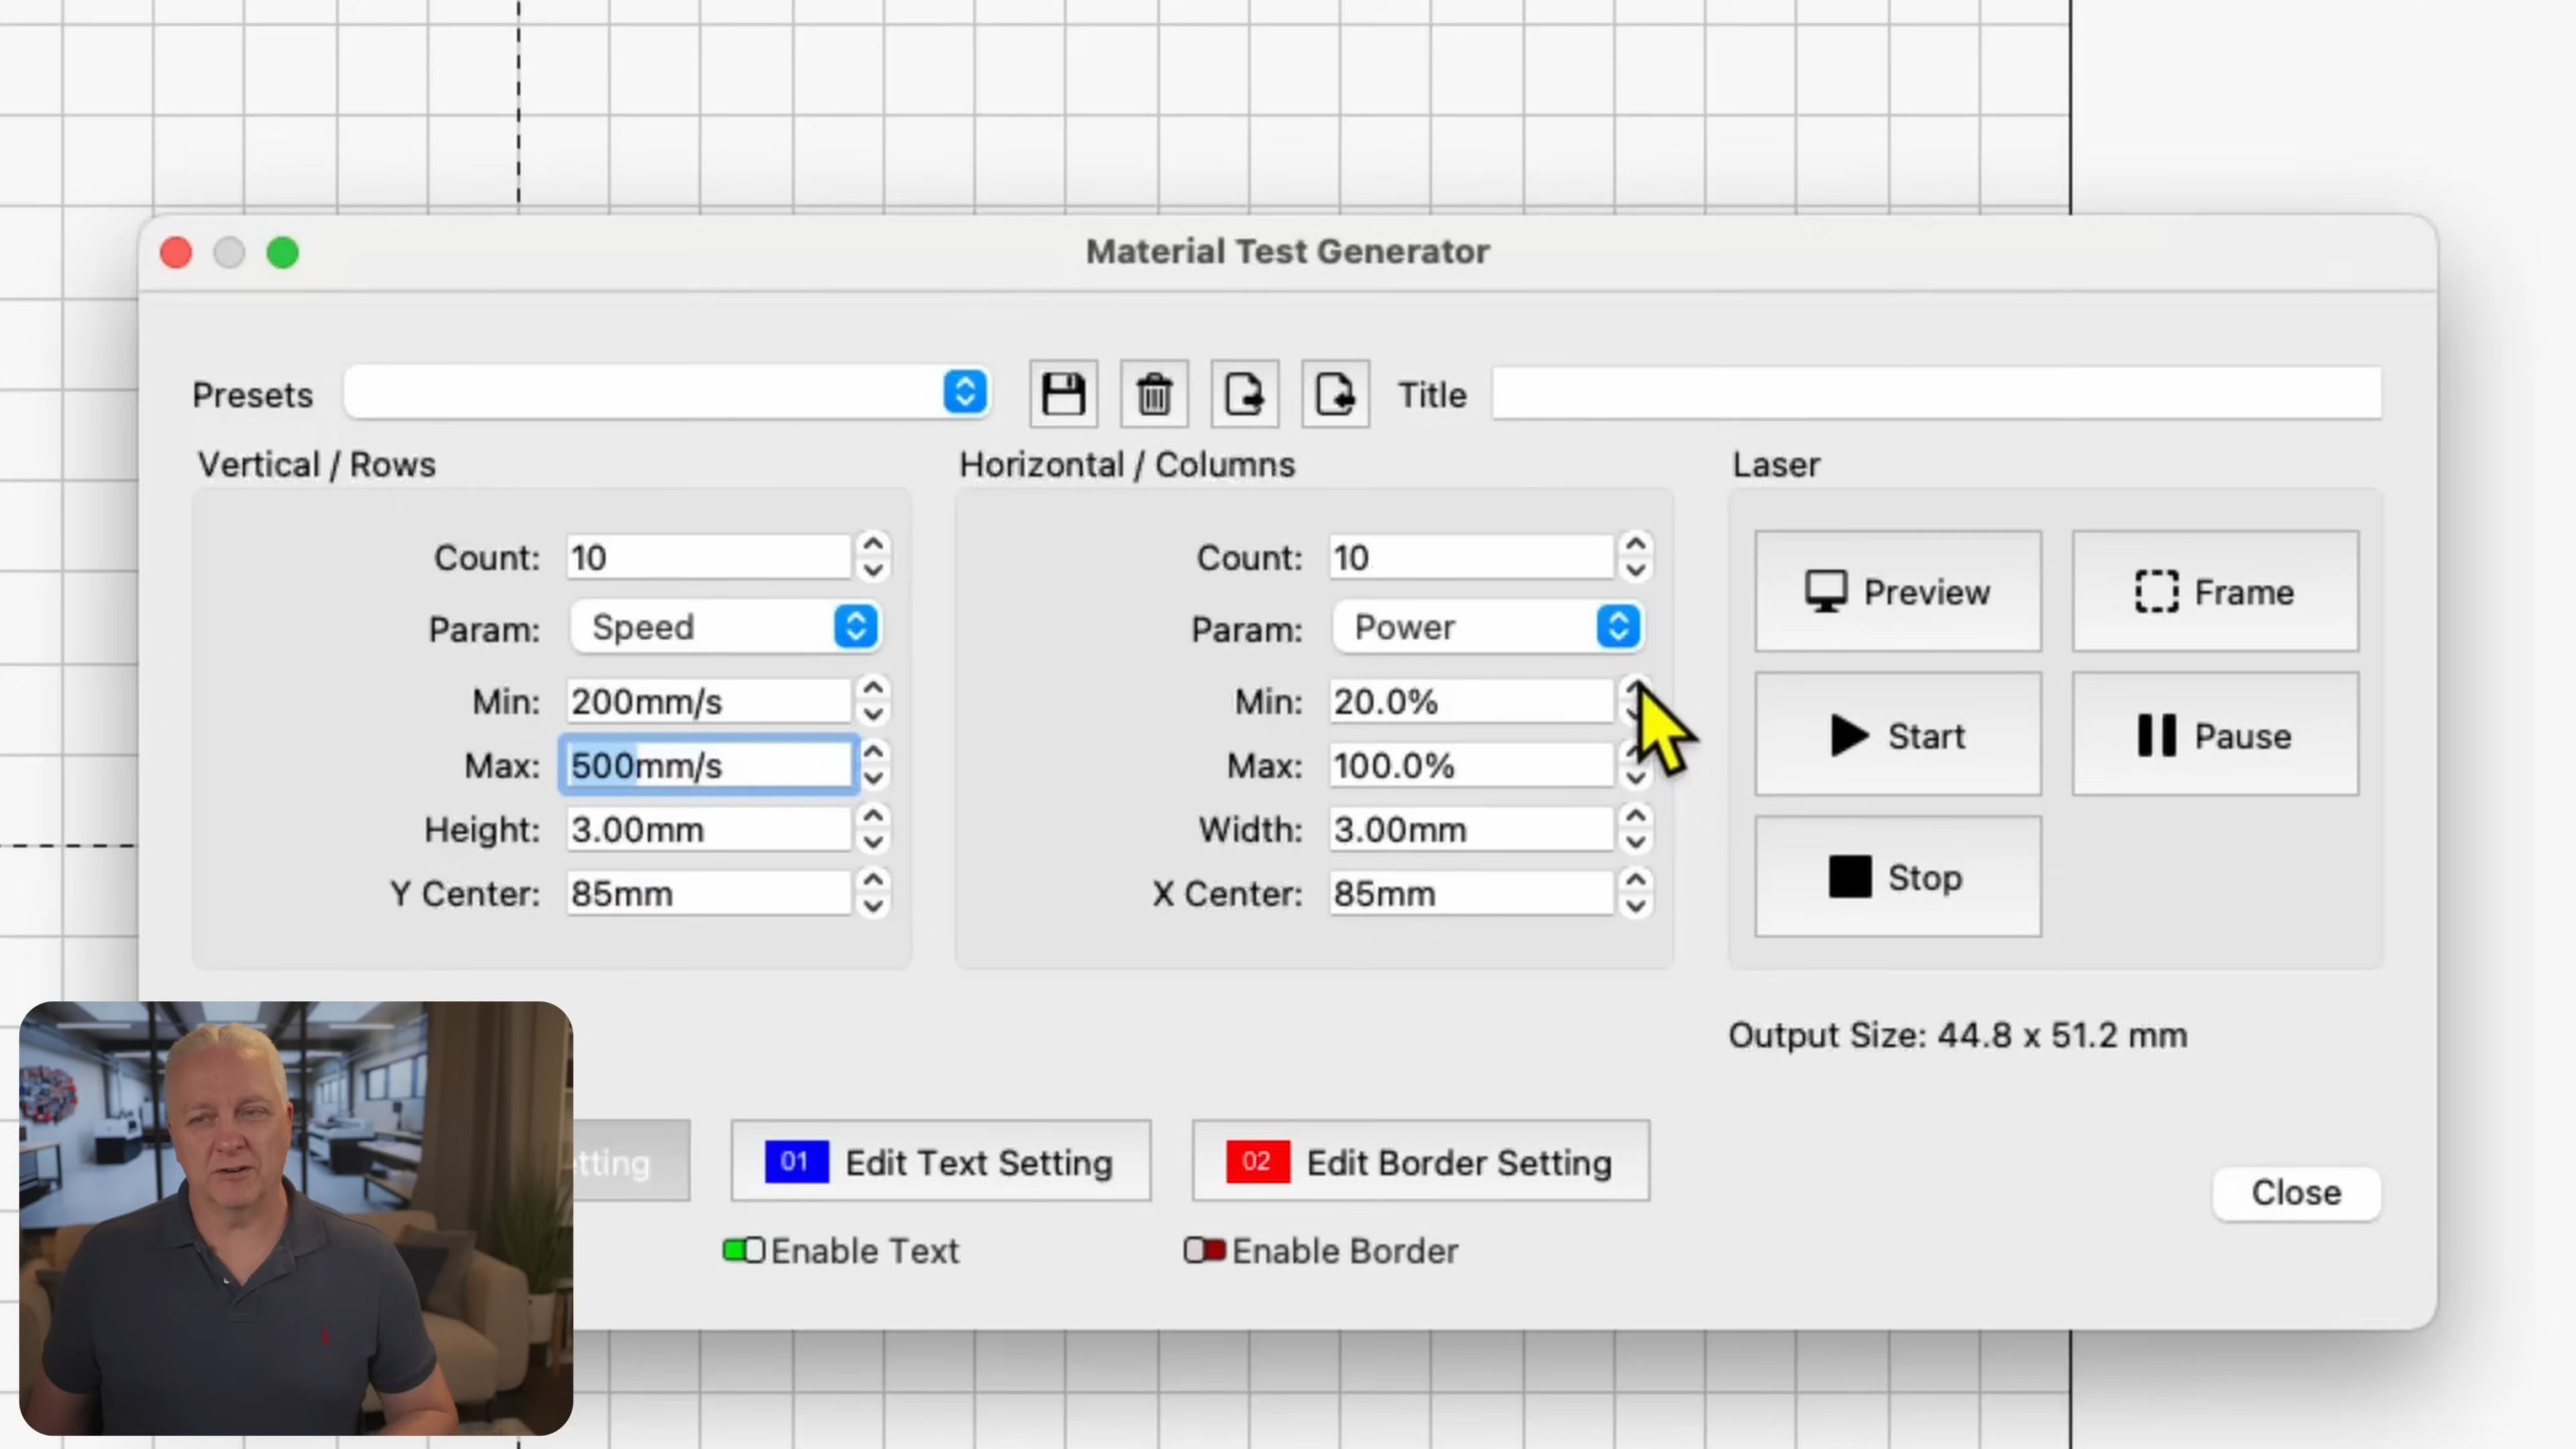 Material Test Generator
Presets
Title
Vertical / Rows
Count: 10
Param: Speed
Min: 200mm/s
Max: 500mm/s
Height: 3.00mm
Y Center: 85mm
Horizontal / Columns
Count: 10
Param: Power
Min: 20.0%
Max: 100.0%
Width: 3.00mm
X Center: 85mm
Laser
Preview
Frame
Start
Pause
Stop
Output Size: 44.8 x 51.2 mm
01 Edit Text Setting
02 Edit Border Setting
Close
Enable Text
Enable Border